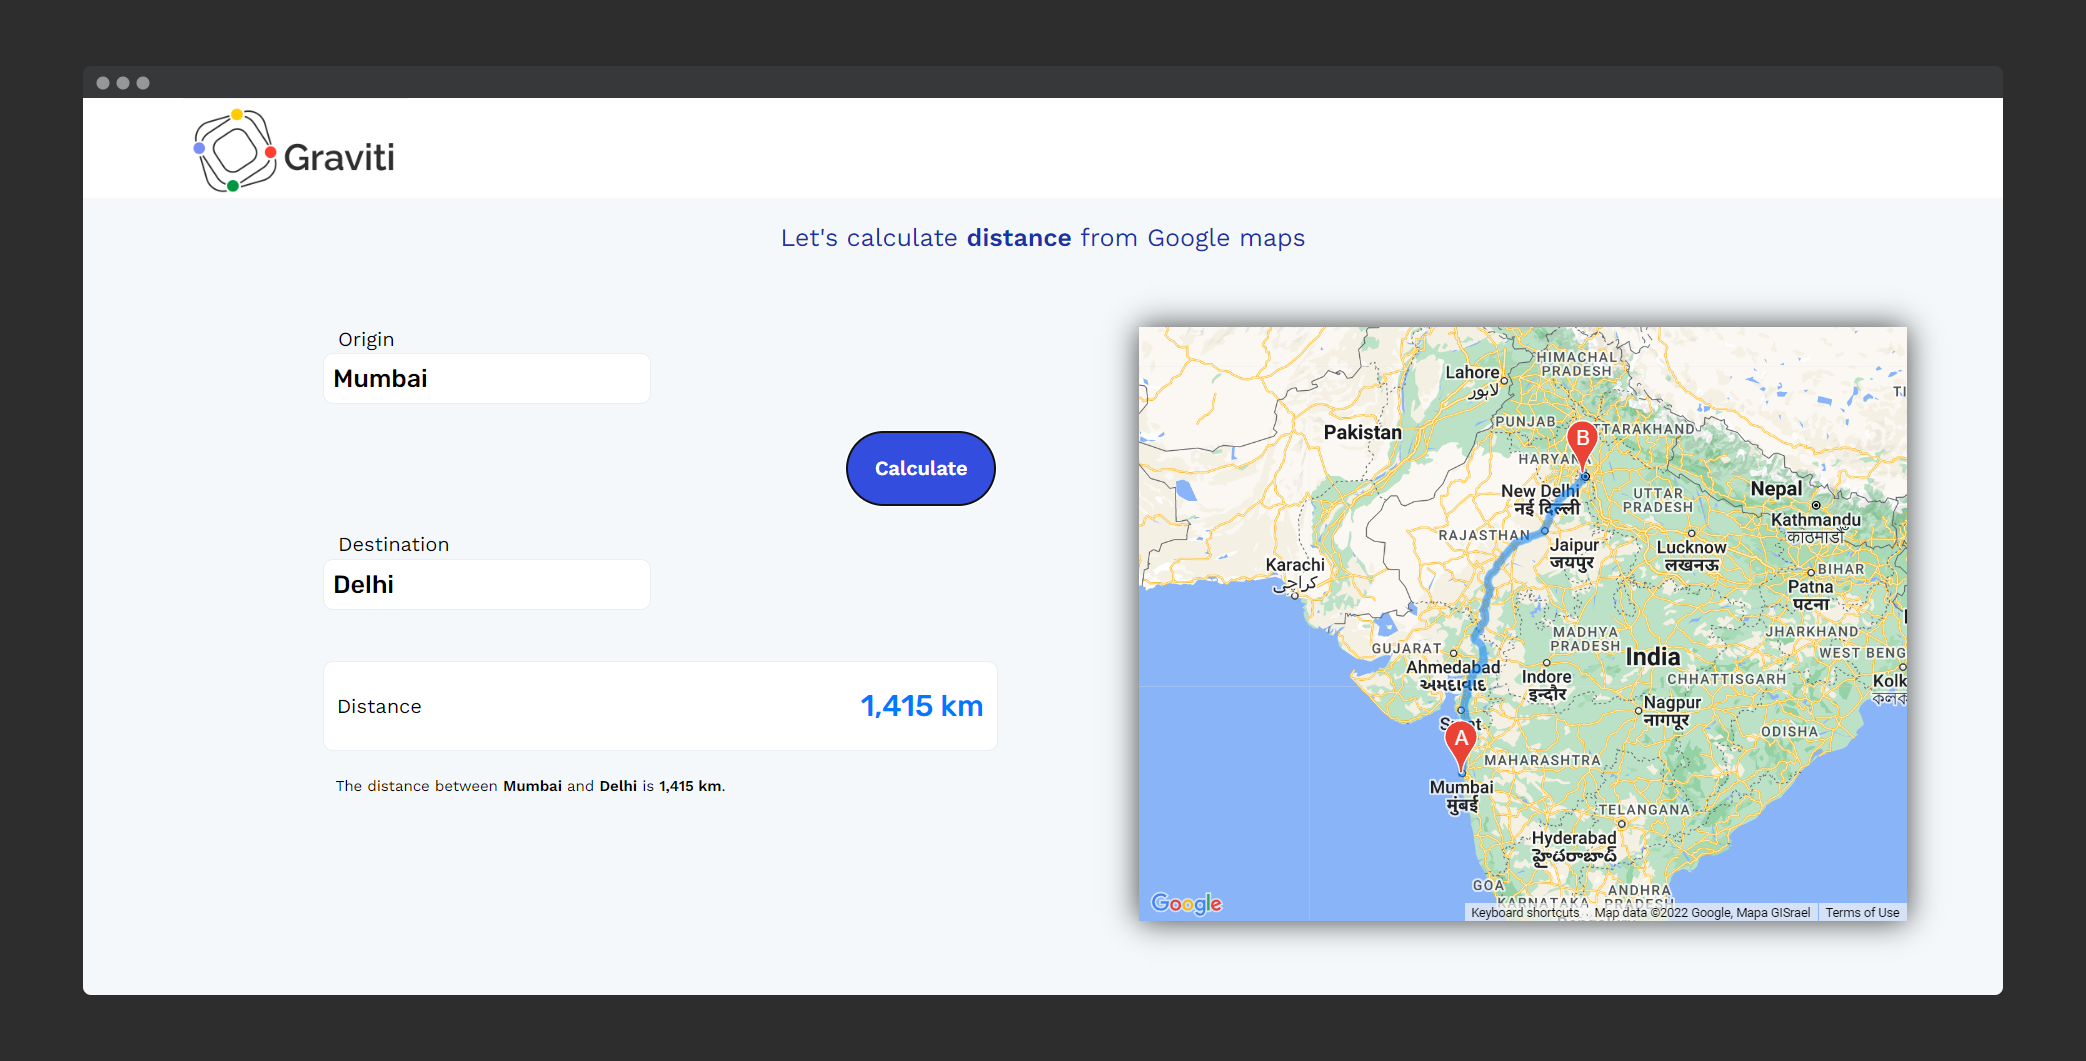 Graviti
Let's calculate distance from Google maps
Origin
Mumbai
Calculate
Destination
Delhi
Distance
1,415 km
The distance between Mumbai and Delhi is 1,415 km.
HIMACHAL
PRADESH
Lahore
لاہور
PUNJAB
Pakistan
B
TTARAKHAND
HARYANA
New Delhi
नई दिल्ली
UTTAR
PRADESH
Nepal
Kathmandu
काठमाडौं
RAJASTHAN
Jaipur
जयपुर
Lucknow
लखनऊ
Karachi
كراچى
BIHAR
Patna
पटना
MADHYA
PRADESH
JHARKHAND
GUJARAT
Ahmedabad
અમદાવાદ
India
WEST BENG
Indore
इन्दौर
CHHATTISGARH
Kolk
কলক
Nagpur
नागपूर
A
ODISHA
MAHARASHTRA
Mumbai
मुंबई
TELANGANA
Hyderabad
హైదరాబాద్
GOA
KARNATAKA
ANDHRA
PRADESH
Google
Keyboard shortcuts
Map data ©2022 Google, Mapa GISrael
Terms of Use